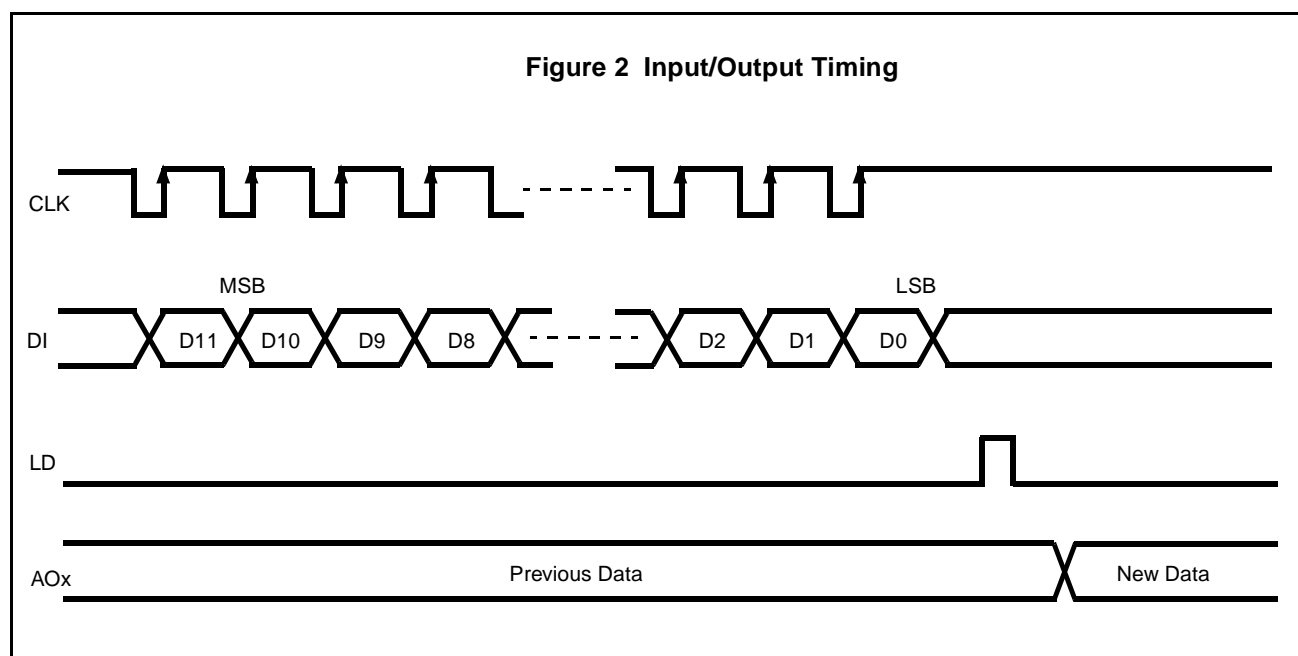 Figure 2 Input/Output Timing
CLK
MSB LSB
DI D11 D10 D9 D8 D2 D1 D0
LD
AOx Previous Data New Data